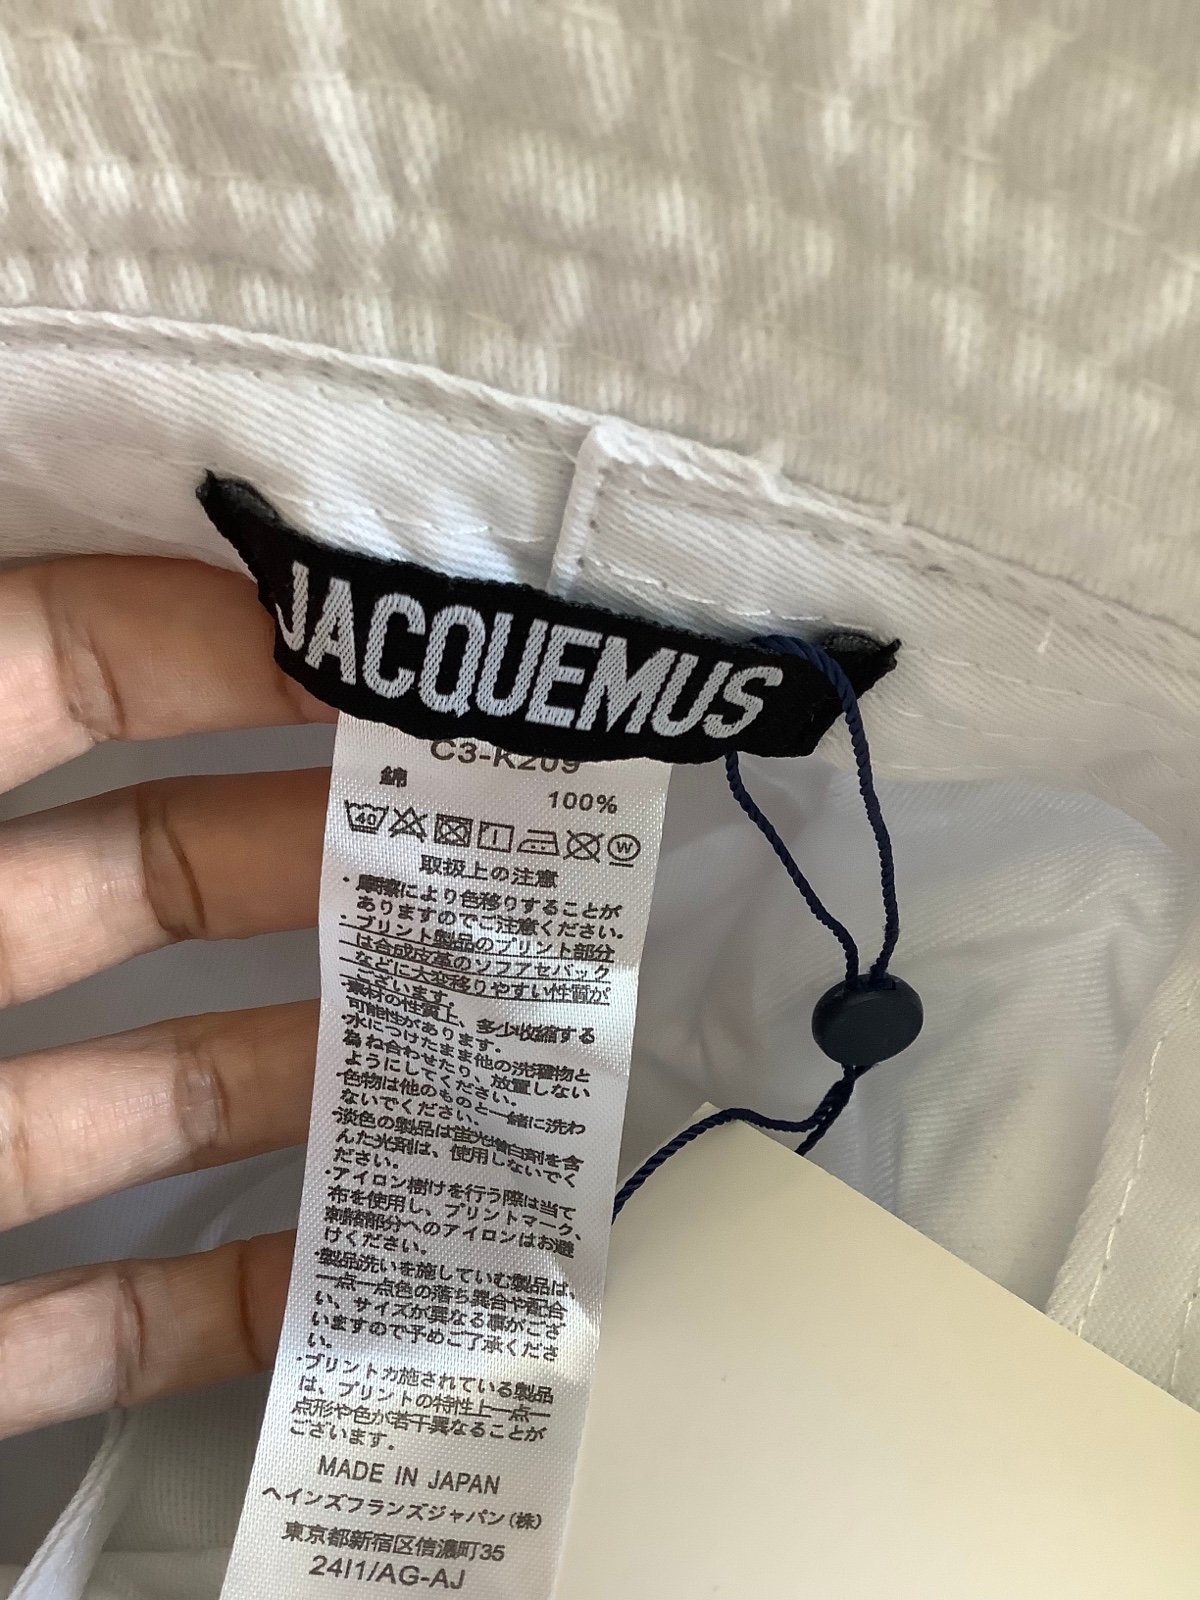 JACQUEMUS
C3-K209
綿
100%
40
W
取扱上の注意
・摩擦により色移りすることが
ありますのでご注意ください。
・プリント製品のプリント部分
は合成皮革のソファセバック
などに大変移りやすい性質が
ございます。
・素材の性質上、多少収縮する
可能性があります。
・水につけたまま他の洗濯物と
為ね合わせたり、放置しない
ようにしてください。
・色物は他のものと一緒に洗わ
ないでください。
・淡色の製品は蛍光増白剤を含
んた光剤は、使用しないでく
ださい。
・アイロン樹けを行う際は当て
布を使用し、プリントマーク、
刺繍部分へのアイロンはお避
けください。
・製品洗いを施していむ製品は、
一点一点色の落ち異合や配合
い、サイズが異なる事がござ
いますので予めご了承くださ
い。
・プリントカ施されている製品
は、プリントの特性上一点一
点形や色が若干異なることが
ございます。
MADE IN JAPAN
ヘインズフランズジャパン(株)
東京都新宿区信濃町35
24I1/AG-AJ